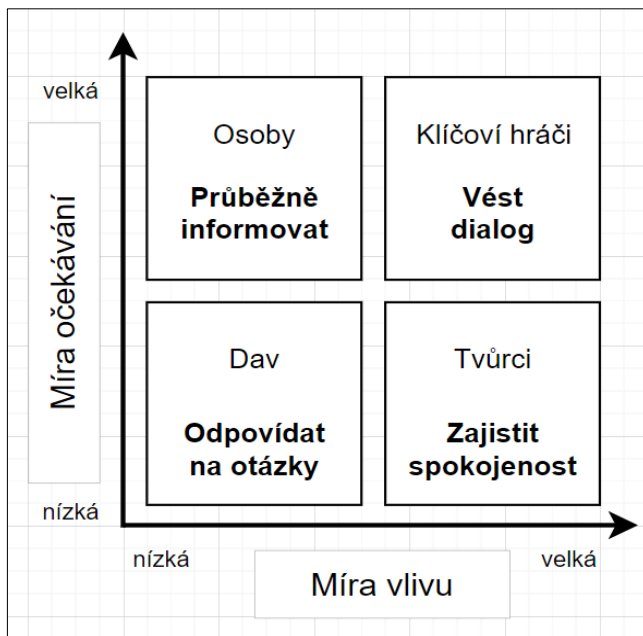 velká
Osoby
Průběžně
informovat
Klíčoví hráči
Vést
dialog
Míra očekávání
Dav
Odpovídat
na otázky
Tvůrci
Zajistit
spokojenost
nízká
nízká
velká
Míra vlivu